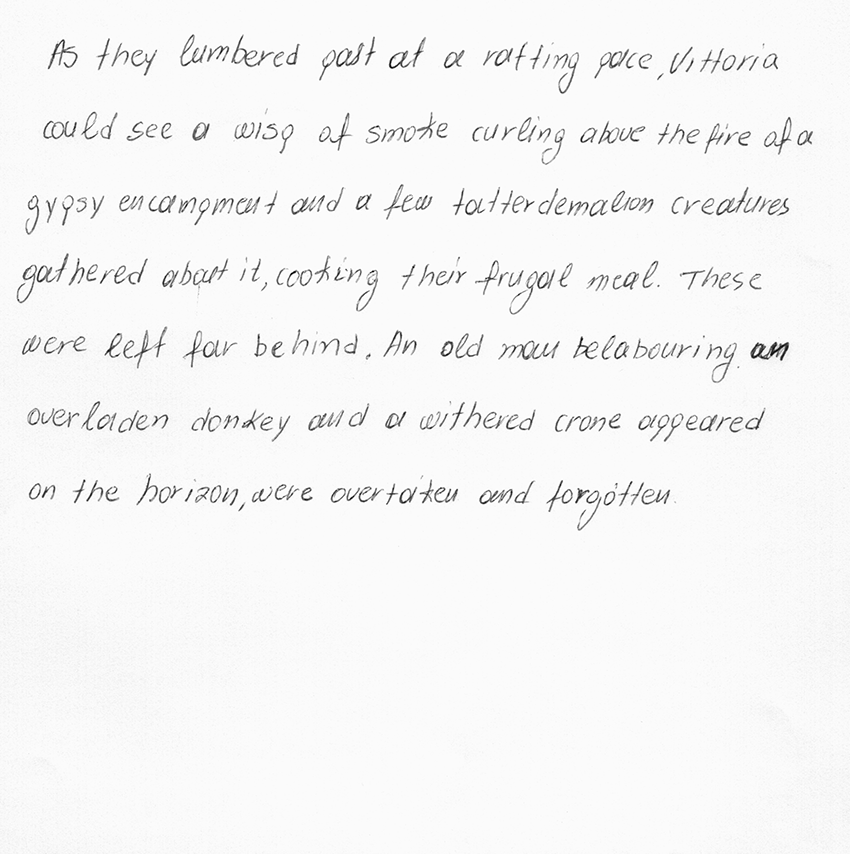 As they lumbered past at a ratting pace, Vittoria
could see a wisp of smoke curling above the fire of a
gypsy encampment and a few tatterdemalion creatures
gathered about it, cooking their frugal meal. These
were left far behind. An old man belabouring an
overladen donkey and a withered crone appeared
on the horizon, were overtaken and forgotten.